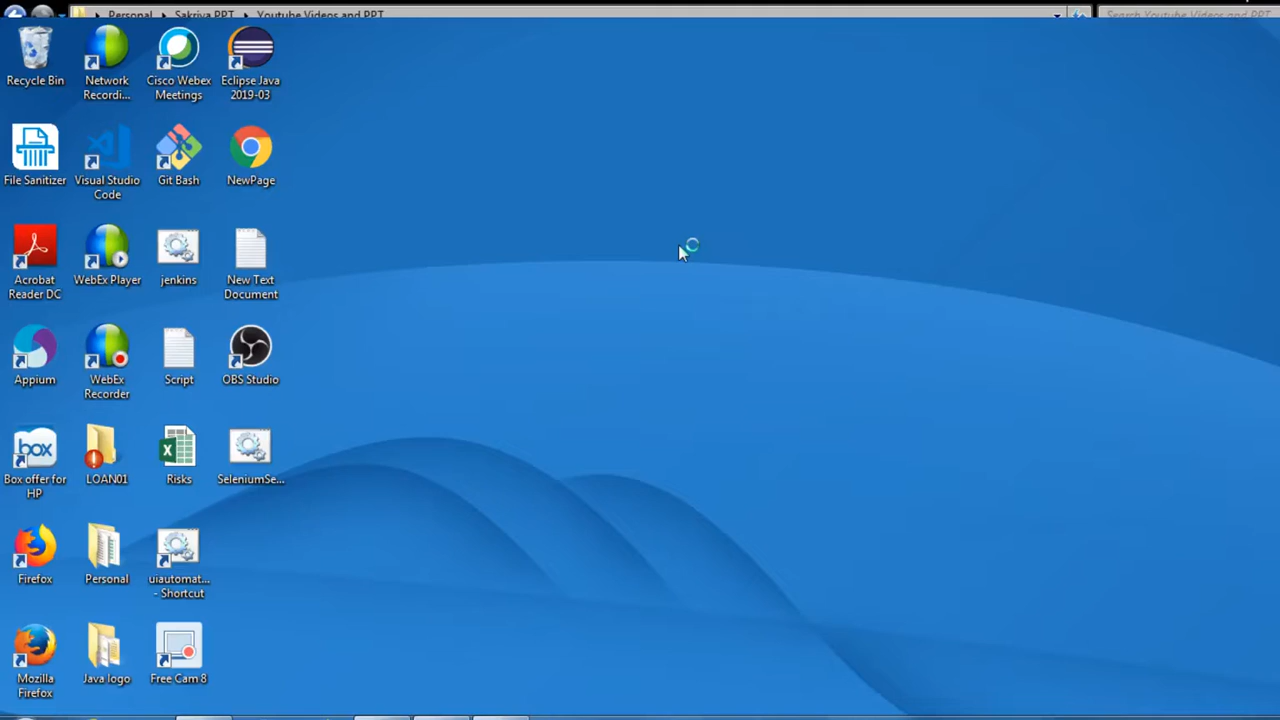 Personal Sakriya PPT Youtube Videos and PPT
Search Youtube Videos and PPT
Recycle Bin
Network
Recordi...
Cisco Webex
Meetings
Eclipse Java
2019-03
File Sanitizer
Visual Studio
Code
Git Bash
NewPage
Acrobat
Reader DC
WebEx Player
jenkins
New Text
Document
Appium
WebEx
Recorder
Script
OBS Studio
box
Box offer for
HP
LOAN01
Risks
SeleniumSe...
Firefox
Personal
uiautomat...
- Shortcut
Mozilla
Firefox
Java logo
Free Cam 8